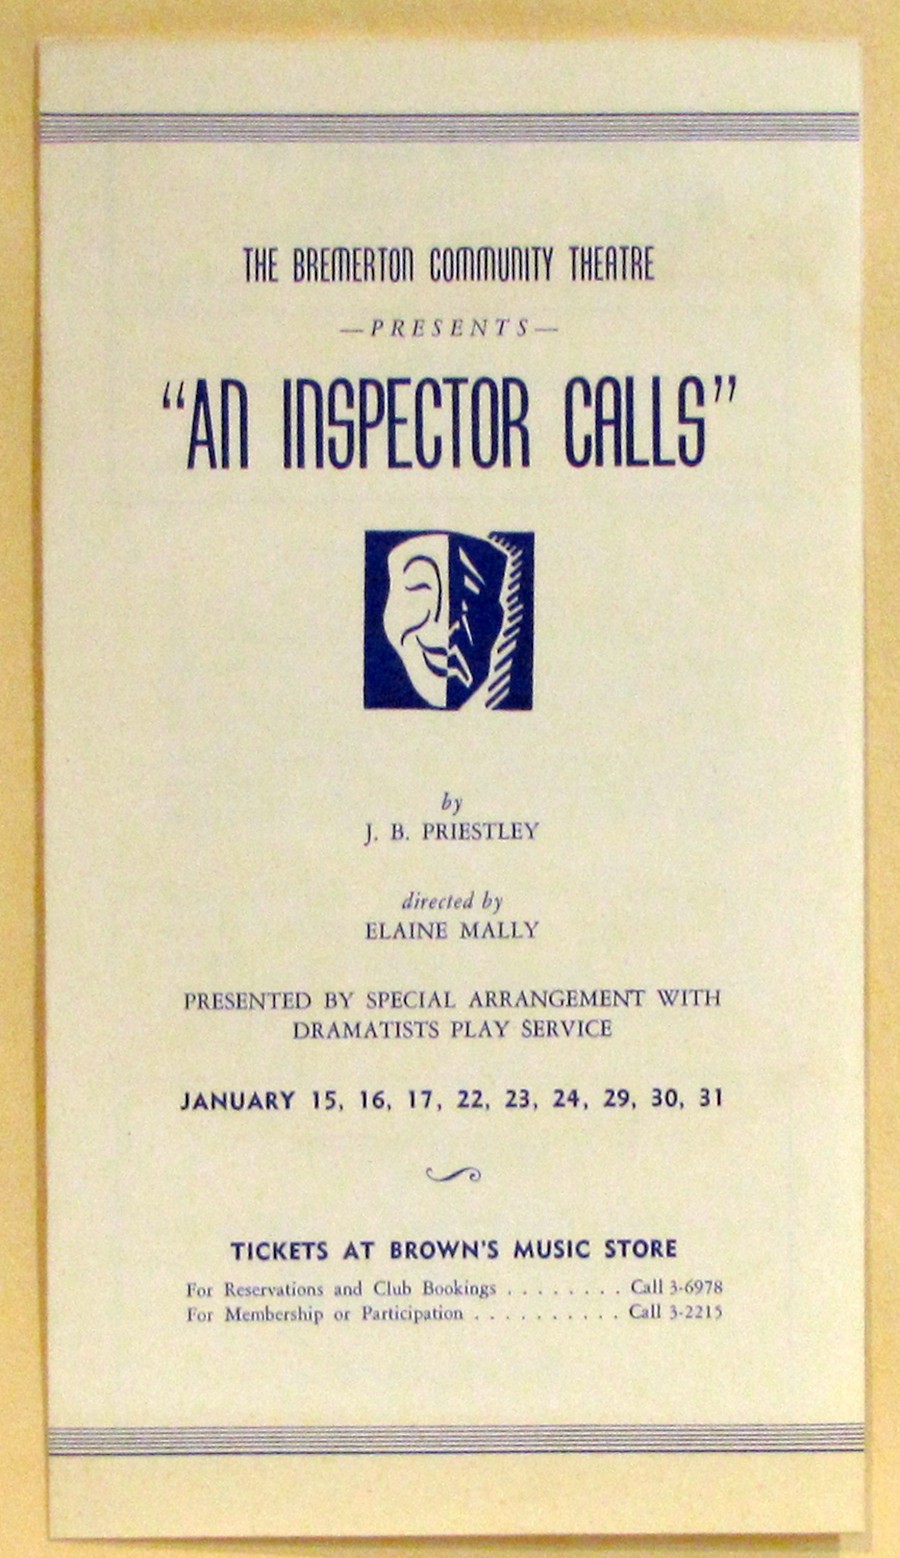 THE BREMERTON COMMUNITY THEATRE
—PRESENTS—
"AN INSPECTOR CALLS"
by
J. B. PRIESTLEY
directed by
ELAINE MALLY
PRESENTED BY SPECIAL ARRANGEMENT WITH
DRAMATISTS PLAY SERVICE
JANUARY 15, 16, 17, 22, 23, 24, 29, 30, 31
TICKETS AT BROWN'S MUSIC STORE
For Reservations and Club Bookings . . . . . . . . Call 3-6978
For Membership or Participation . . . . . . . . . . Call 3-2215